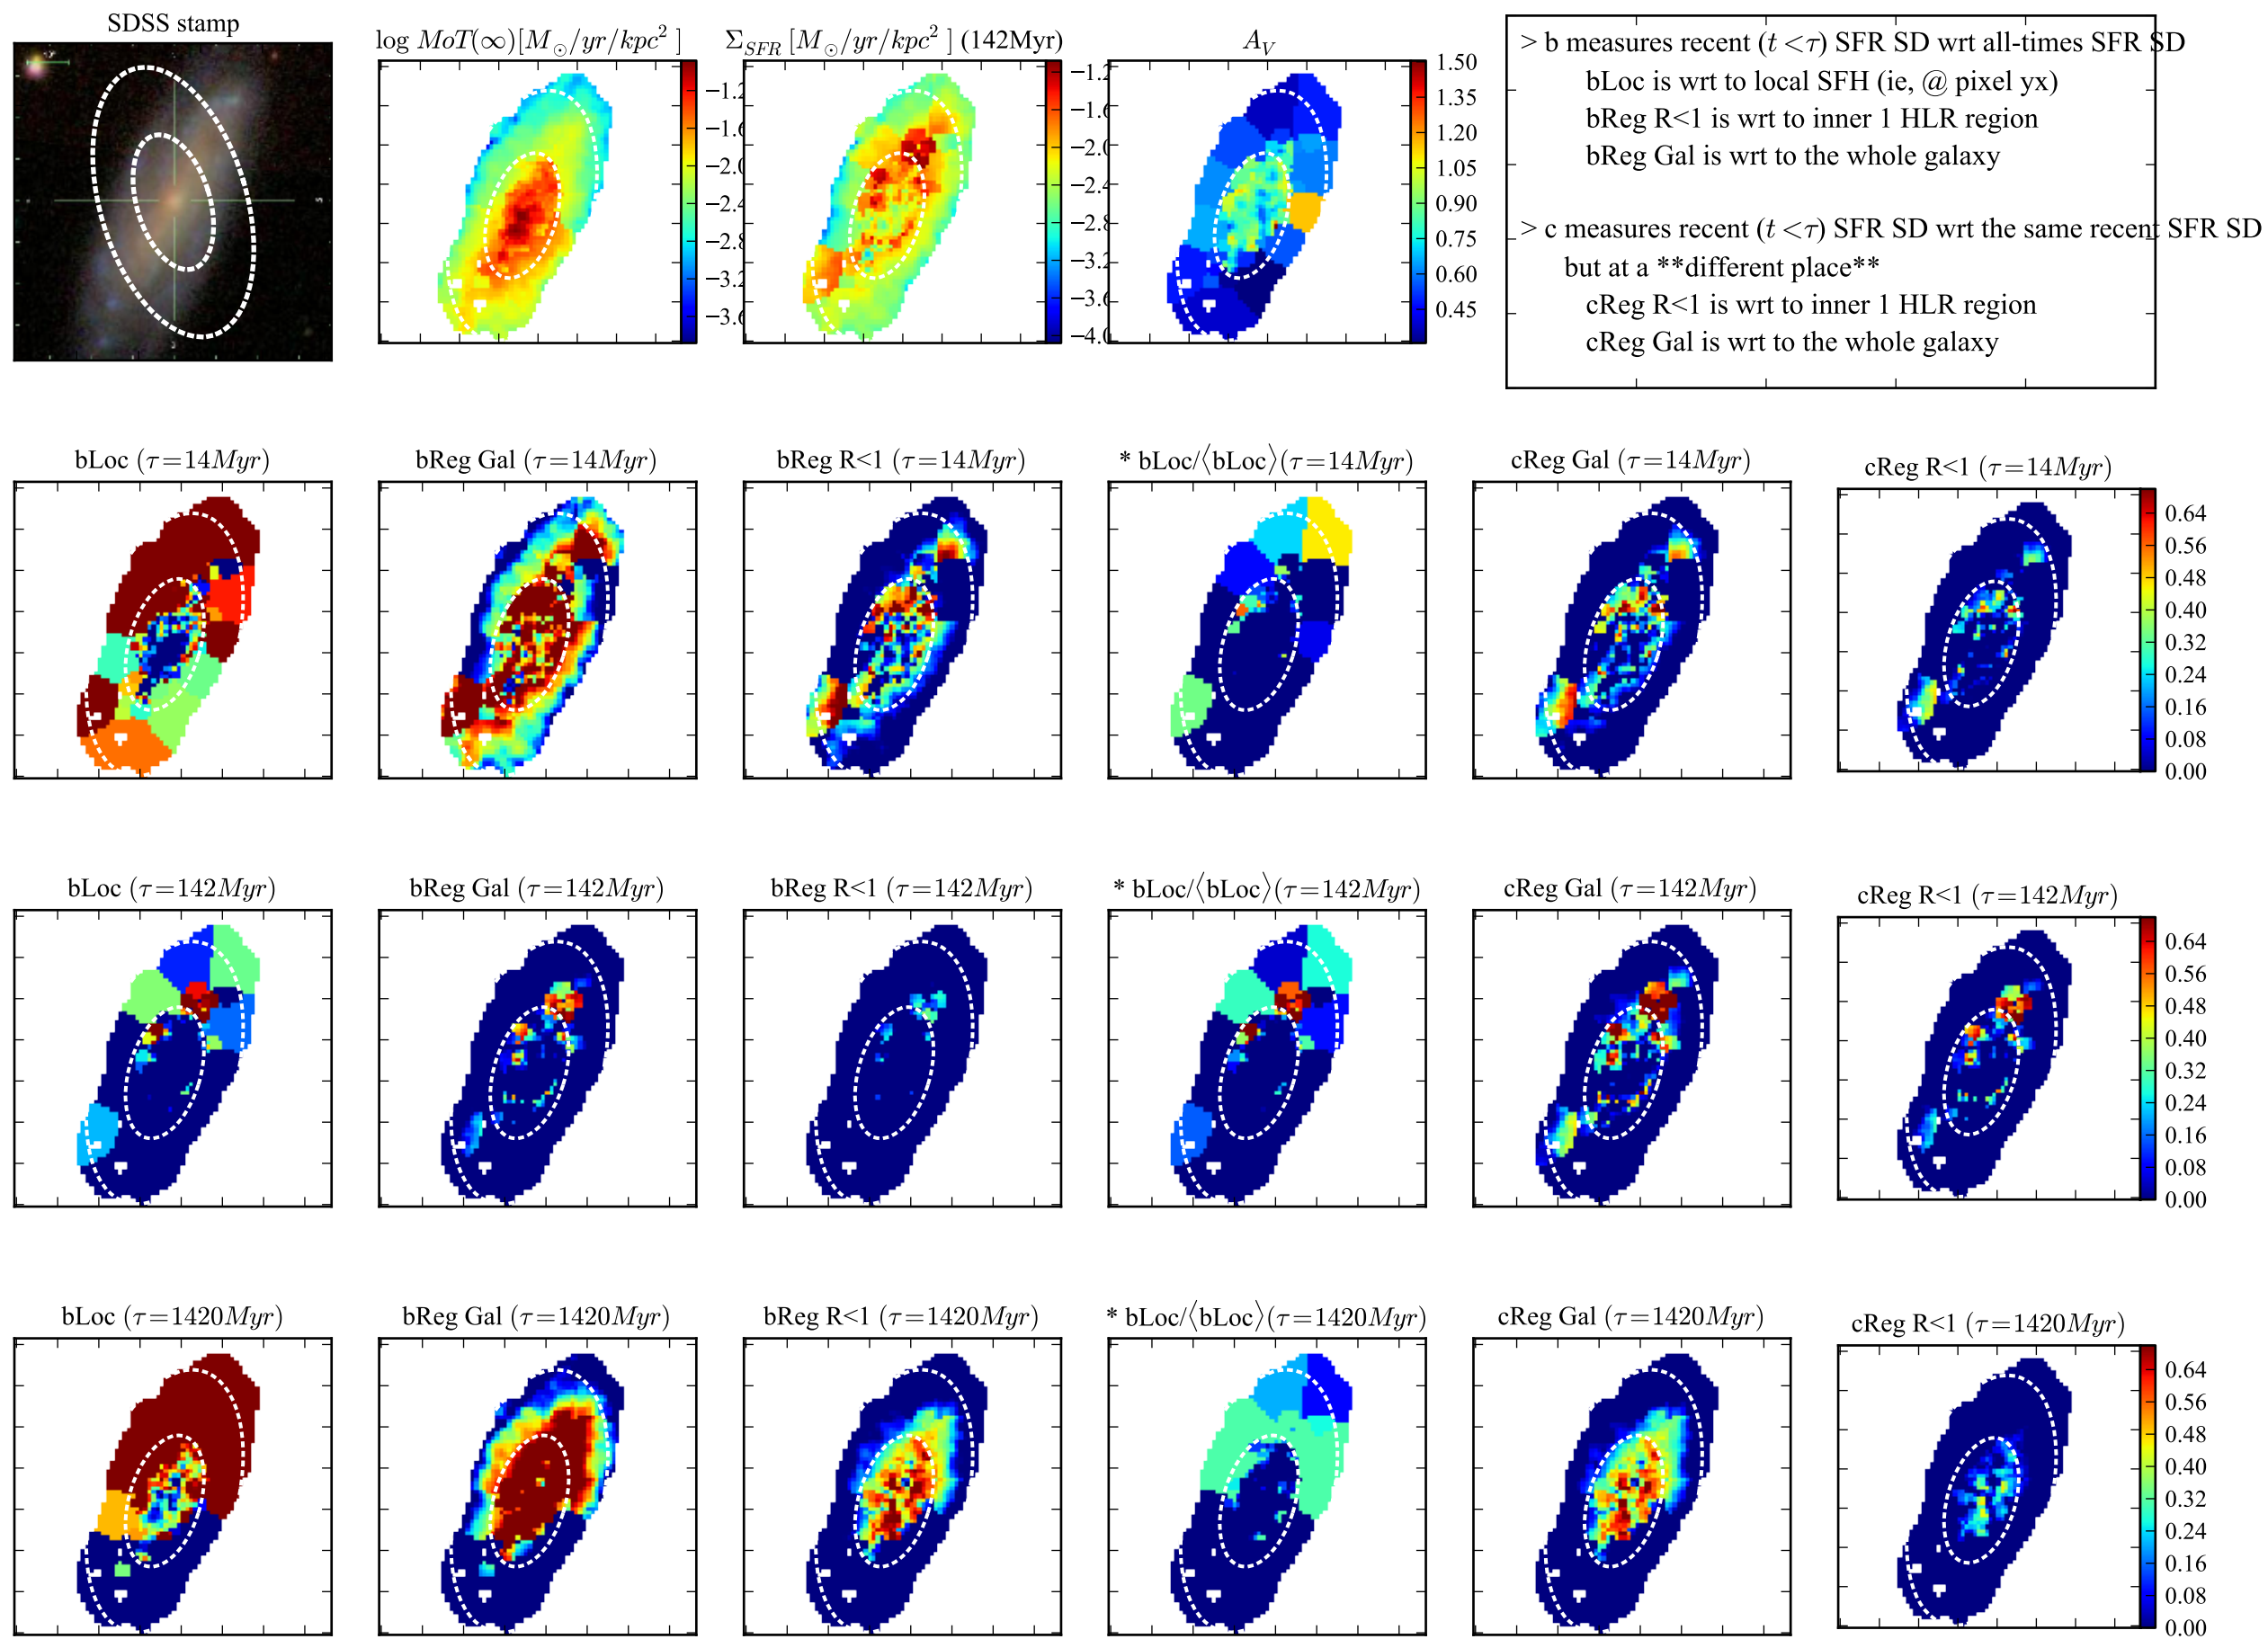 SDSS stamp
log MoT(∞)[M⊙/yr/kpc² ]
Σ_SFR [M⊙/yr/kpc² ] (142Myr)
A_V
−1.2
−1.6
−2.0
−2.4
−2.8
−3.2
−3.6
−1.2
−1.6
−2.0
−2.4
−2.8
−3.2
−3.6
−4.0
1.50
1.35
1.20
1.05
0.90
0.75
0.60
0.45
> b measures recent (t <τ) SFR SD wrt all-times SFR SD
bLoc is wrt to local SFH (ie, @ pixel yx)
bReg R<1 is wrt to inner 1 HLR region
bReg Gal is wrt to the whole galaxy
> c measures recent (t <τ) SFR SD wrt the same recent SFR SD
but at a **different place**
cReg R<1 is wrt to inner 1 HLR region
cReg Gal is wrt to the whole galaxy
bLoc (τ=14Myr)
bReg Gal (τ=14Myr)
bReg R<1 (τ=14Myr)
* bLoc/⟨bLoc⟩(τ=14Myr)
cReg Gal (τ=14Myr)
cReg R<1 (τ=14Myr)
0.64
0.56
0.48
0.40
0.32
0.24
0.16
0.08
0.00
bLoc (τ=142Myr)
bReg Gal (τ=142Myr)
bReg R<1 (τ=142Myr)
* bLoc/⟨bLoc⟩(τ=142Myr)
cReg Gal (τ=142Myr)
cReg R<1 (τ=142Myr)
0.64
0.56
0.48
0.40
0.32
0.24
0.16
0.08
0.00
bLoc (τ=1420Myr)
bReg Gal (τ=1420Myr)
bReg R<1 (τ=1420Myr)
* bLoc/⟨bLoc⟩(τ=1420Myr)
cReg Gal (τ=1420Myr)
cReg R<1 (τ=1420Myr)
0.64
0.56
0.48
0.40
0.32
0.24
0.16
0.08
0.00